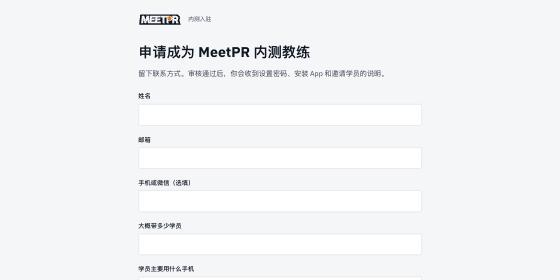 MEETPR 内测入驻
申请成为 MeetPR 内测教练
留下联系方式。审核通过后，你会收到设置密码、安装 App 和邀请学员的说明。
姓名
邮箱
手机或微信（选填）
大概带多少学员
学员主要用什么手机